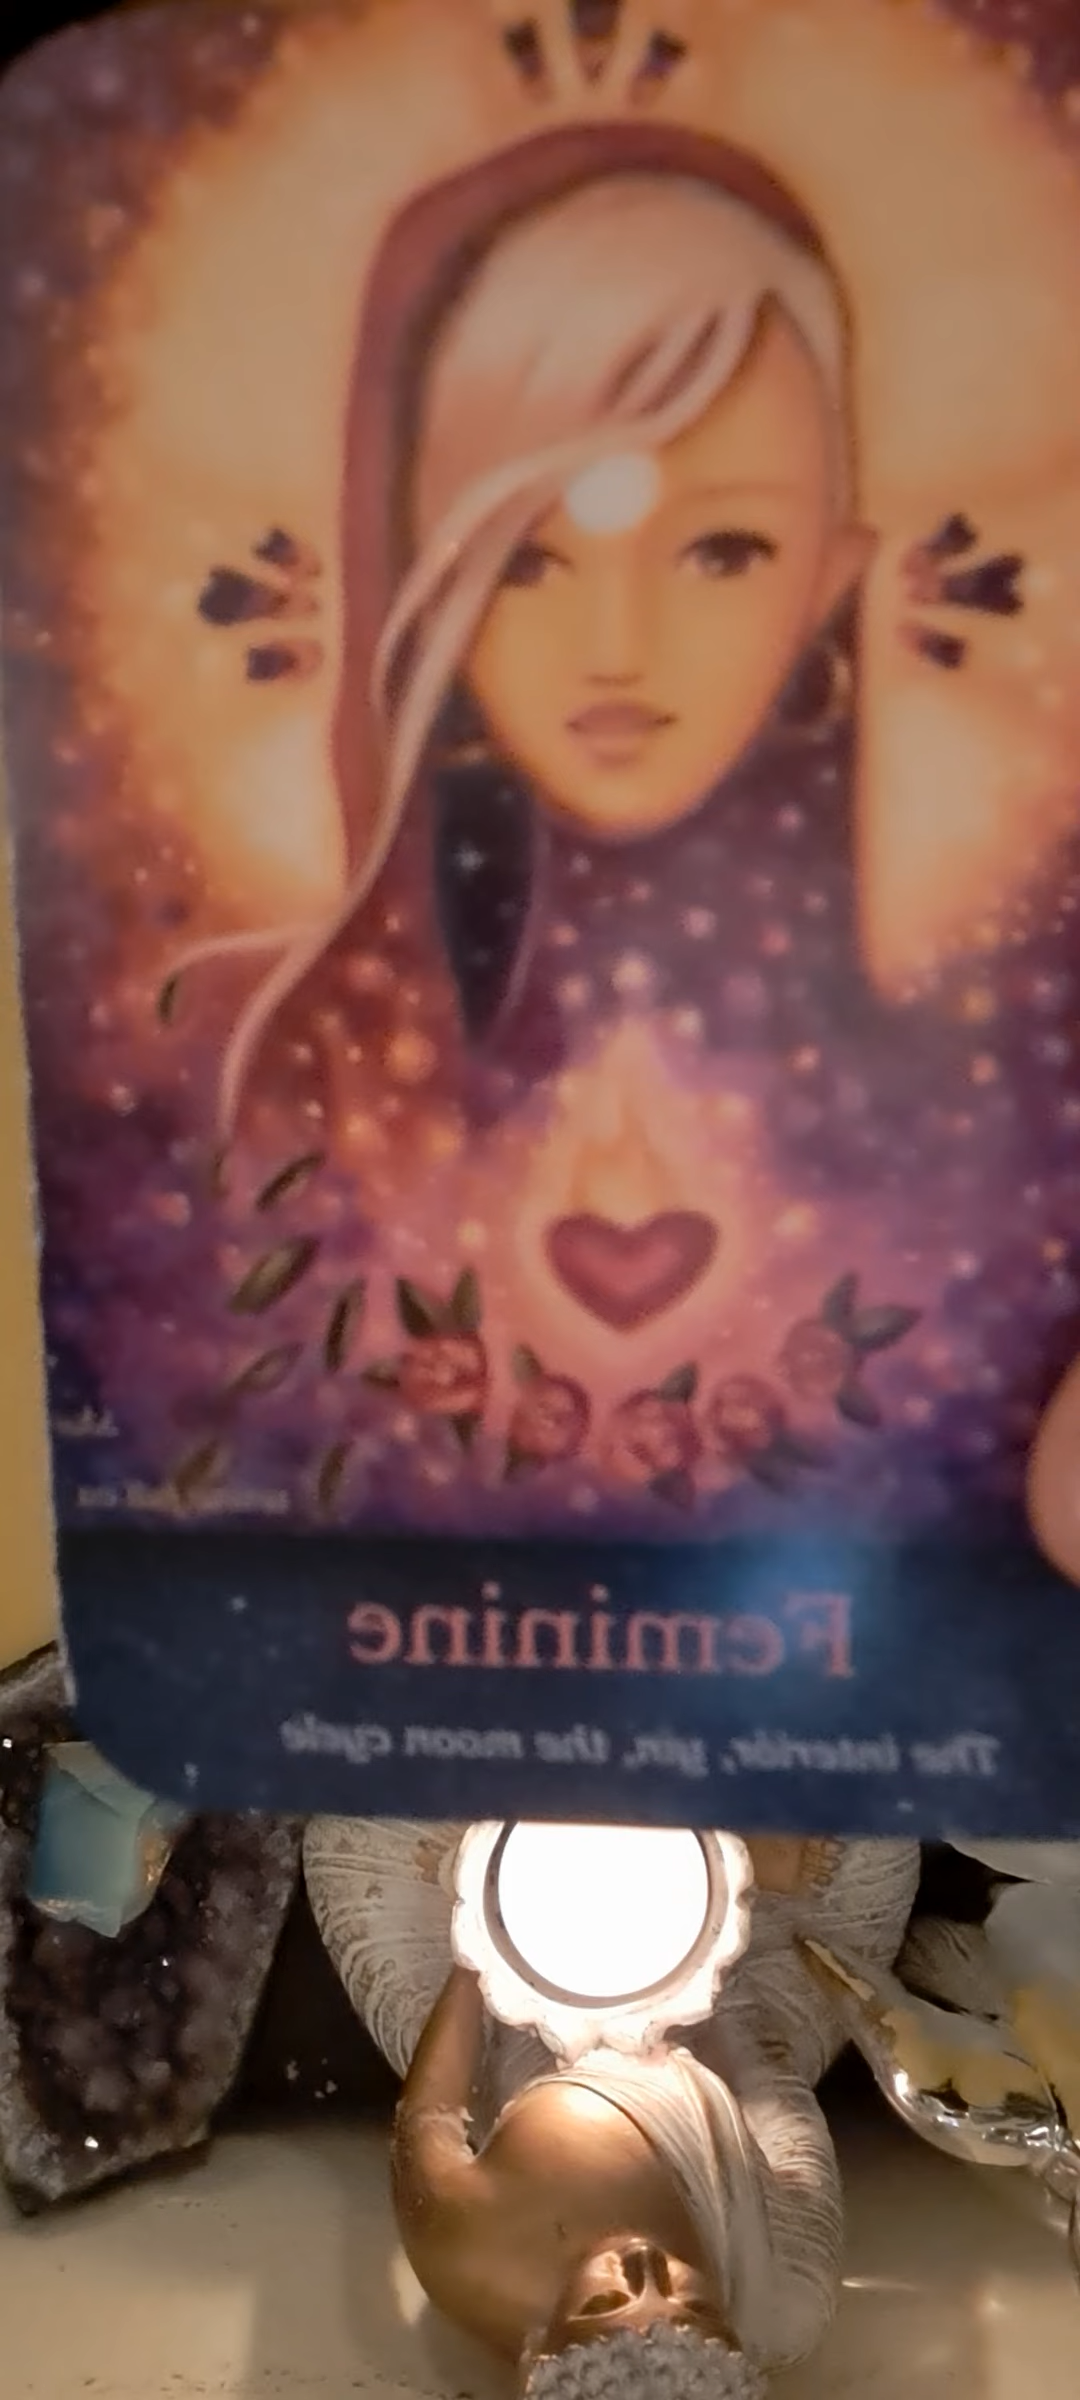 Feminine
The interior, yin, the moon cycle